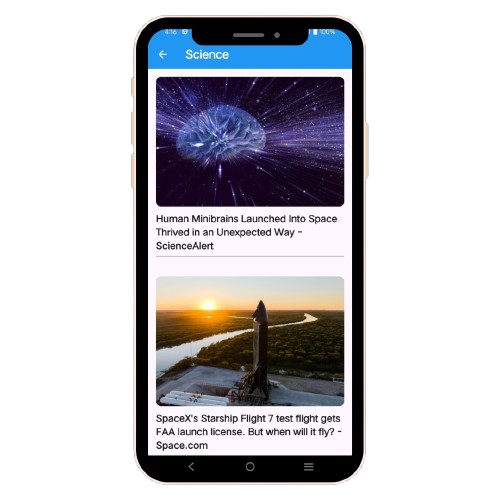 4:16
100%
Science
Human Minibrains Launched Into Space
Thrived in an Unexpected Way -
ScienceAlert
SpaceX's Starship Flight 7 test flight gets
FAA launch license. But when will it fly? -
Space.com